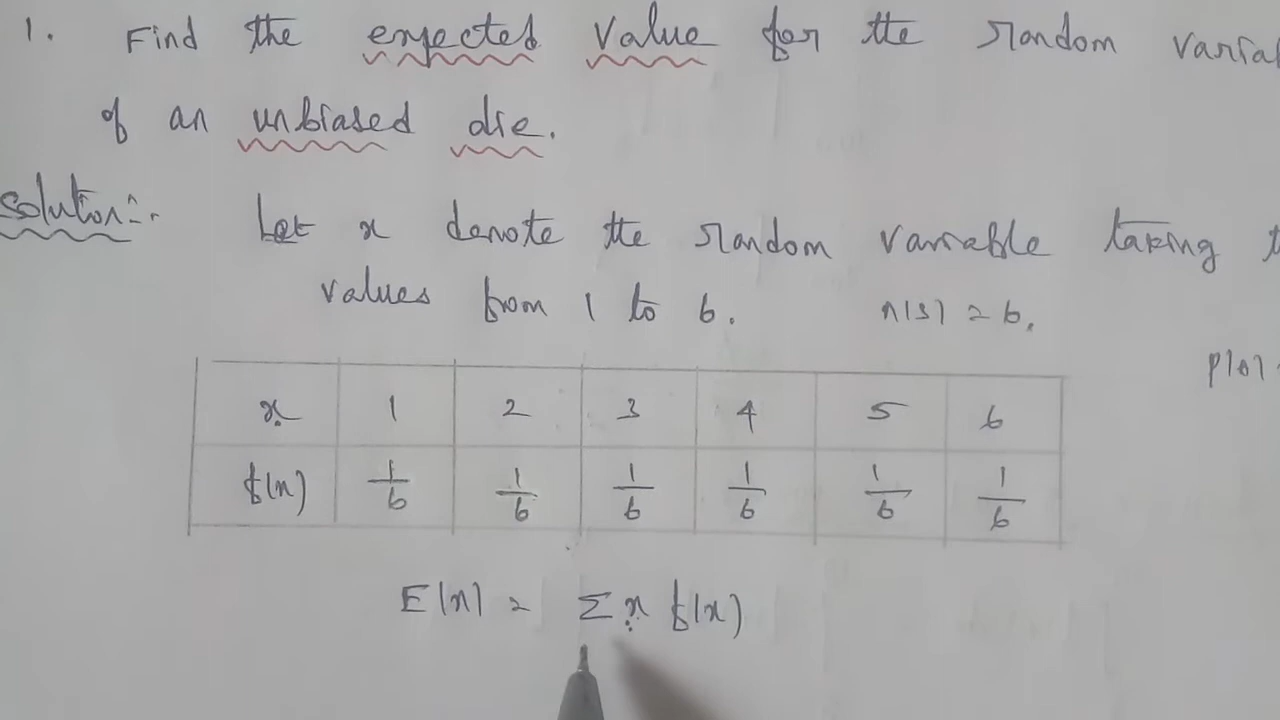 1. Find the expected value for the random variab
of an unbiased die.
Solution:-
Let x denote the random variable taking t
values from 1 to 6. n(s) = 6.
P(A)
x 1 2 3 4 5 6
f(x) 1/6 1/6 1/6 1/6 1/6 1/6
E(x) = Σ x f(x)